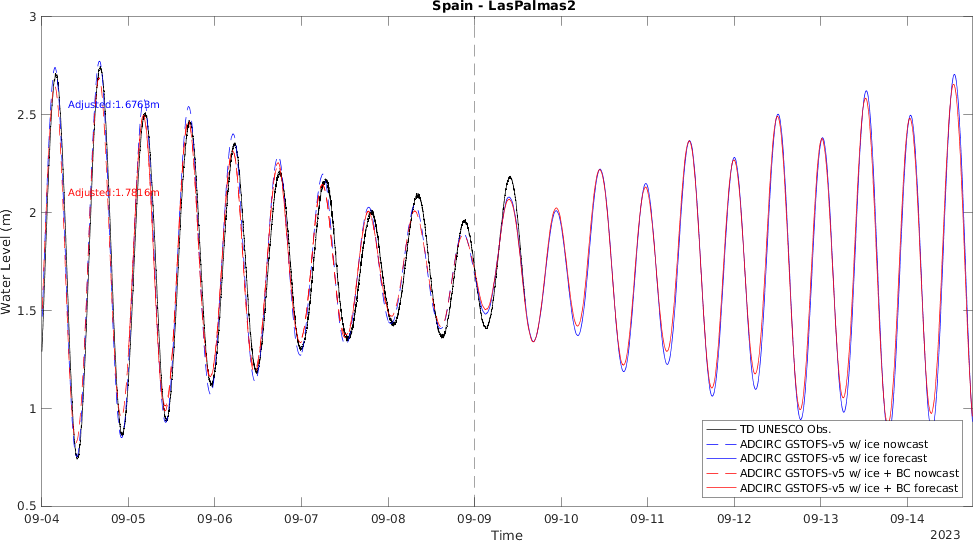 Spain - LasPalmas2
Water Level (m)
3
2.5
2
1.5
1
0.5
Adjusted:1.6763m
Adjusted:1.7816m
TD UNESCO Obs.
ADCIRC GSTOFS-v5 w/ ice nowcast
ADCIRC GSTOFS-v5 w/ ice forecast
ADCIRC GSTOFS-v5 w/ ice + BC nowcast
ADCIRC GSTOFS-v5 w/ ice + BC forecast
09-04 09-05 09-06 09-07 09-08 09-09 09-10 09-11 09-12 09-13 09-14
Time
2023